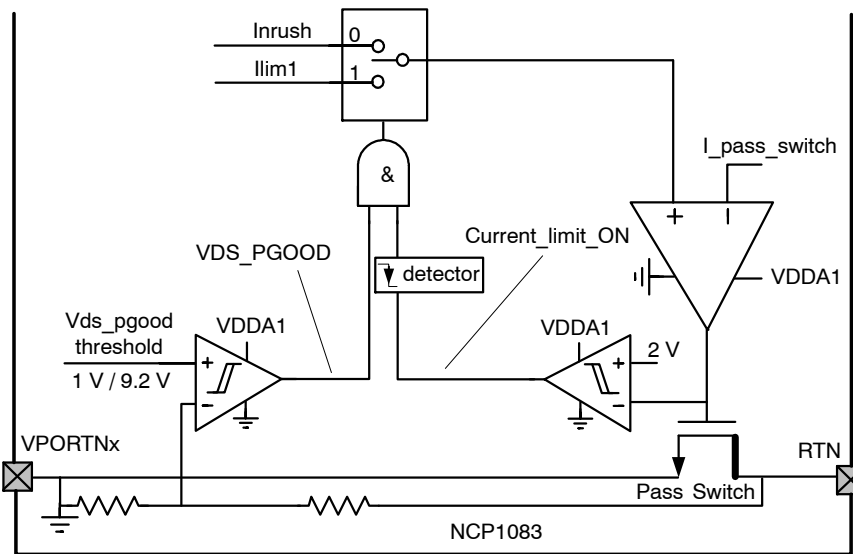 Inrush
0
Ilim1
1
I_pass_switch
&
+
–
Current_limit_ON
VDS_PGOOD
detector
VDDA1
Vds_pgood
threshold
VDDA1
VDDA1
+
1 V / 9.2 V
–
+
2 V
–
VPORTNx
RTN
Pass Switch
NCP1083